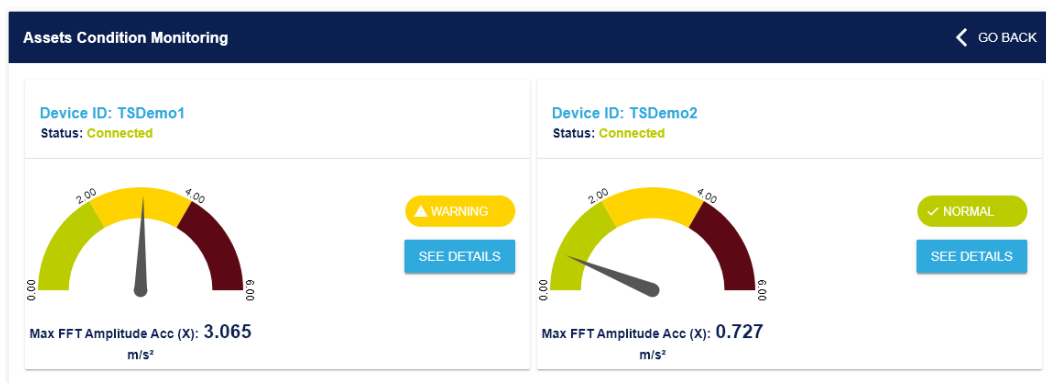 Assets Condition Monitoring
GO BACK
Device ID: TSDemo1
Status: Connected
0.00
2.00
4.00
6.00
WARNING
SEE DETAILS
Max FFT Amplitude Acc (X): 3.065
m/s²
Device ID: TSDemo2
Status: Connected
0.00
2.00
4.00
6.00
NORMAL
SEE DETAILS
Max FFT Amplitude Acc (X): 0.727
m/s²